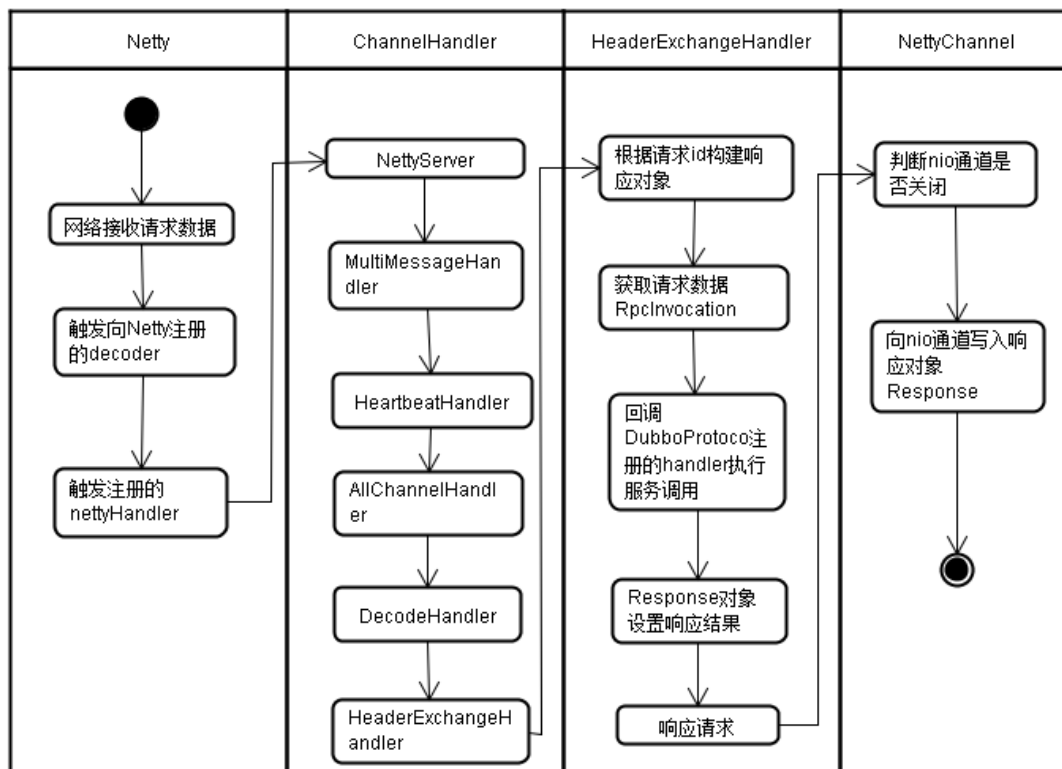 Netty
ChannelHandler
HeaderExchangeHandler
NettyChannel
网络接收请求数据
触发向Netty注册
的decoder
触发注册的
nettyHandler
NettyServer
MultiMessageHan
dler
HeartbeatHandler
AllChannelHandl
er
DecodeHandler
HeaderExchangeH
andler
根据请求id构建响
应对象
获取请求数据
RpcInvocation
回调
DubboProtoco注
册的handler执行
服务调用
Response对象
设置响应结果
响应请求
判断nio通道是
否关闭
向nio通道写入响
应对象
Response